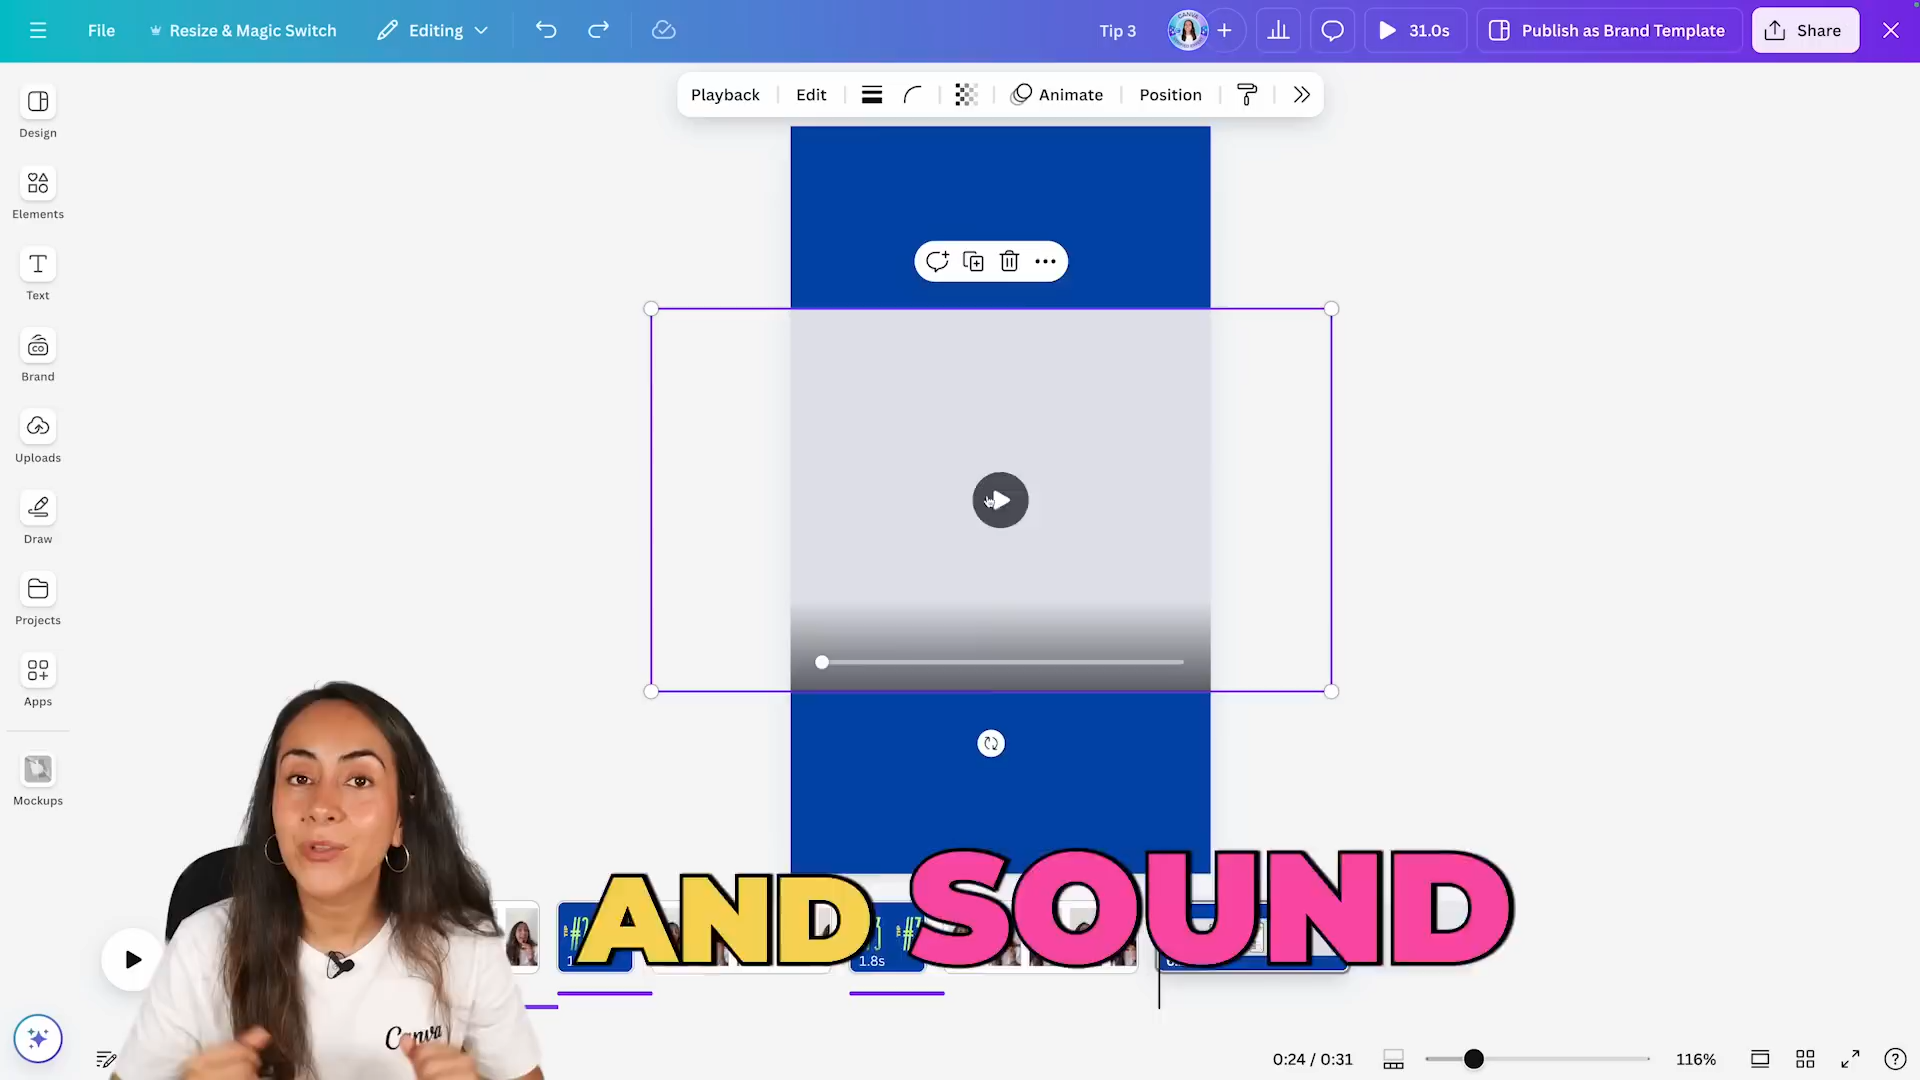 File
Resize & Magic Switch
Editing
Tip 3
31.0s
Publish as Brand Template
Share
Playback
Edit
Animate
Position
Design
Elements
Text
Brand
Uploads
Draw
Projects
Apps
Mockups
AND SOUND
1.8s
Canva
0:24 / 0:31
116%